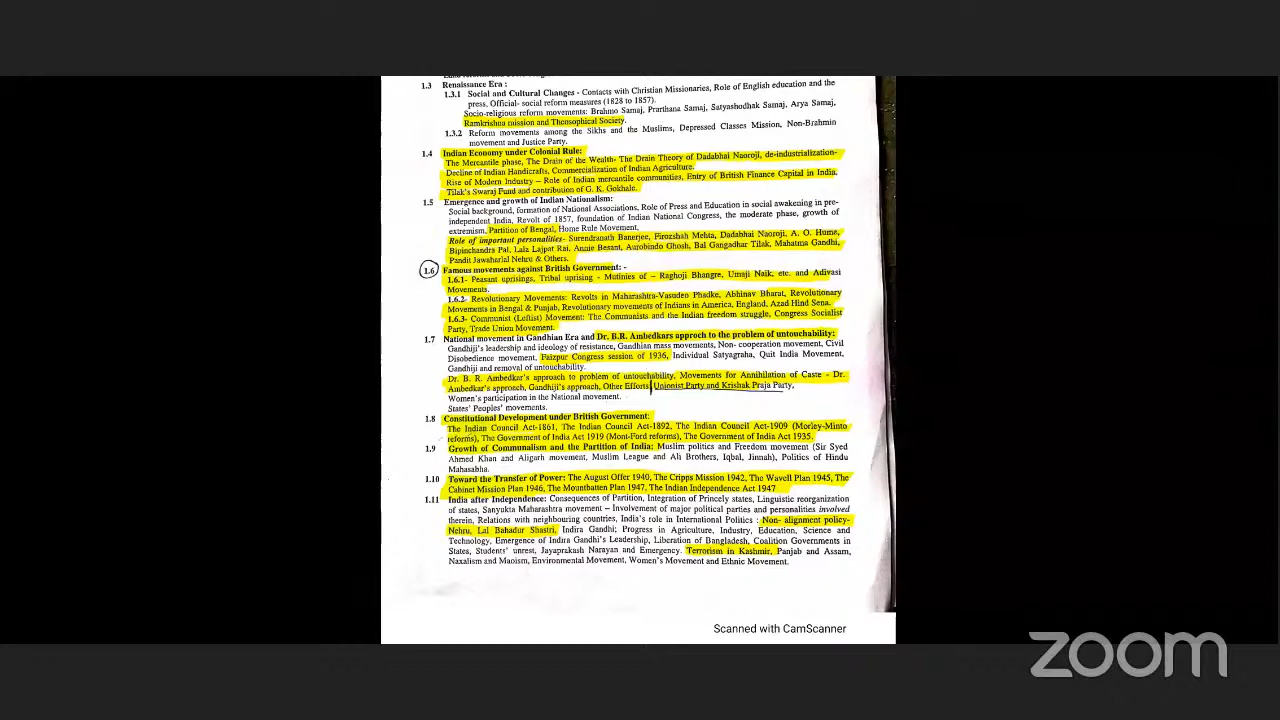 1.3 Renaissance Era :
1.3.1 Social and Cultural Changes - Contacts with Christian Missionaries, Role of English education and the
press, Official- social reform measures (1828 to 1857).
Socio-religious reform movements: Brahmo Samaj, Prarthana Samaj, Satyashodhak Samaj, Arya Samaj,
Ramkrishna mission and Theosophical Society.
1.3.2 Reform movements among the Sikhs and the Muslims, Depressed Classes Mission, Non-Brahmin
movement and Justice Party.
1.4 Indian Economy under Colonial Rule:
The Mercantile phase, The Drain of the Wealth- The Drain Theory of Dadabhai Naoroji, de-industrialization-
Decline of Indian Handicrafts, Commercialization of Indian Agriculture.
Rise of Modern Industry – Role of Indian mercantile communities, Entry of British Finance Capital in India,
Tilak's Swaraj Fund and contribution of G. K. Gokhale.
1.5 Emergence and growth of Indian Nationalism:
Social background, formation of National Associations, Role of Press and Education in social awakening in pre-
independent India, Revolt of 1857, foundation of Indian National Congress, the moderate phase, growth of
extremism, Partition of Bengal, Home Rule Movement,
Role of important personalities- Surendranath Banerjee, Firozshah Mehta, Dadabhai Naoroji, A. O. Hume,
Bipinchandra Pal, Lala Lajpat Rai, Annie Besant, Aurobindo Ghosh, Bal Gangadhar Tilak, Mahatma Gandhi,
Pandit Jawaharlal Nehru & Others.
1.6 Famous movements against British Government: -
1.6.1- Peasant uprisings, Tribal uprising - Mutinies of – Raghoji Bhangre, Umaji Naik, etc. and Adivasi
Movements.
1.6.2- Revolutionary Movements: Revolts in Maharashtra-Vasudeo Phadke, Abhinav Bharat, Revolutionary
Movements in Bengal & Punjab, Revolutionary movements of Indians in America, England, Azad Hind Sena.
1.6.3- Communist (Leftist) Movement: The Communists and the Indian freedom struggle, Congress Socialist
Party, Trade Union Movement.
1.7 National movement in Gandhian Era and Dr. B.R. Ambedkars approch to the problem of untouchability:
Gandhiji's leadership and ideology of resistance, Gandhian mass movements, Non- cooperation movement, Civil
Disobedience movement, Faizpur Congress session of 1936, Individual Satyagraha, Quit India Movement,
Gandhiji and removal of untouchability.
Dr. B. R. Ambedkar's approach to problem of untouchability, Movements for Annihilation of Caste - Dr.
Ambedkar's approach, Gandhiji's approach, Other Efforts, Unionist Party and Krishak Praja Party,
Women's participation in the National movement.
States' Peoples' movements.
1.8 Constitutional Development under British Government:
The Indian Council Act-1861, The Indian Council Act-1892, The Indian Council Act-1909 (Morley-Minto
reforms), The Government of India Act 1919 (Mont-Ford reforms), The Government of India Act 1935.
1.9 Growth of Communalism and the Partition of India: Muslim politics and Freedom movement (Sir Syed
Ahmed Khan and Aligarh movement, Muslim League and Ali Brothers, Iqbal, Jinnah), Politics of Hindu
Mahasabha.
1.10 Toward the Transfer of Power: The August Offer 1940, The Cripps Mission 1942, The Wavell Plan 1945, The
Cabinet Mission Plan 1946, The Mountbatten Plan 1947, The Indian Independence Act 1947
1.11 India after Independence: Consequences of Partition, Integration of Princely states, Linguistic reorganization
of states, Sanyukta Maharashtra movement – Involvement of major political parties and personalities involved
therein, Relations with neighbouring countries, India's role in International Politics : Non- alignment policy-
Nehru, Lal Bahadur Shastri, Indira Gandhi; Progress in Agriculture, Industry, Education, Science and
Technology, Emergence of Indira Gandhi's Leadership, Liberation of Bangladesh, Coalition Governments in
States, Students' unrest, Jayaprakash Narayan and Emergency. Terrorism in Kashmir, Panjab and Assam,
Naxalism and Maoism, Environmental Movement, Women's Movement and Ethnic Movement.
Scanned with CamScanner
zoom